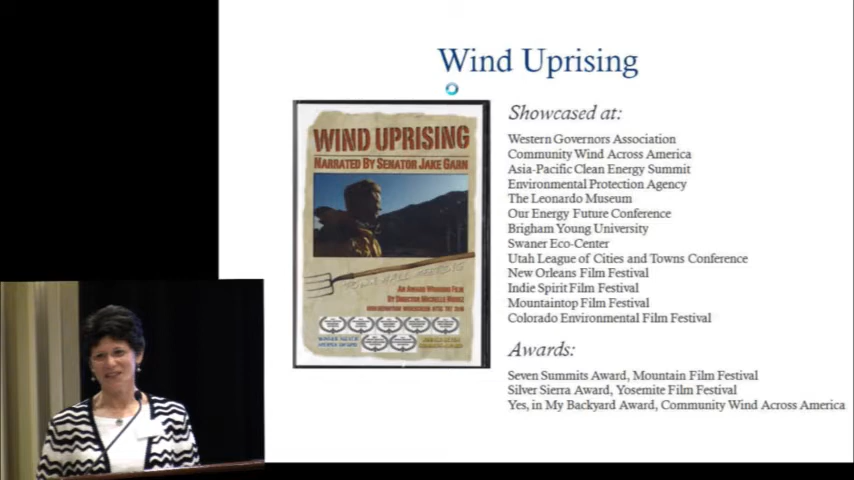 Wind Uprising
WIND UPRISING
NARRATED BY SENATOR JAKE GARN
TOWN HALL MEETING
AN AWARD WINNING FILM
BY DIRECTOR MICHELLE
Showcased at:
Western Governors Association
Community Wind Across America
Asia-Pacific Clean Energy Summit
Environmental Protection Agency
The Leonardo Museum
Our Energy Future Conference
Brigham Young University
Swaner Eco-Center
Utah League of Cities and Towns Conference
New Orleans Film Festival
Indie Spirit Film Festival
Mountaintop Film Festival
Colorado Environmental Film Festival
Awards:
Seven Summits Award, Mountain Film Festival
Silver Sierra Award, Yosemite Film Festival
Yes, in My Backyard Award, Community Wind Across America